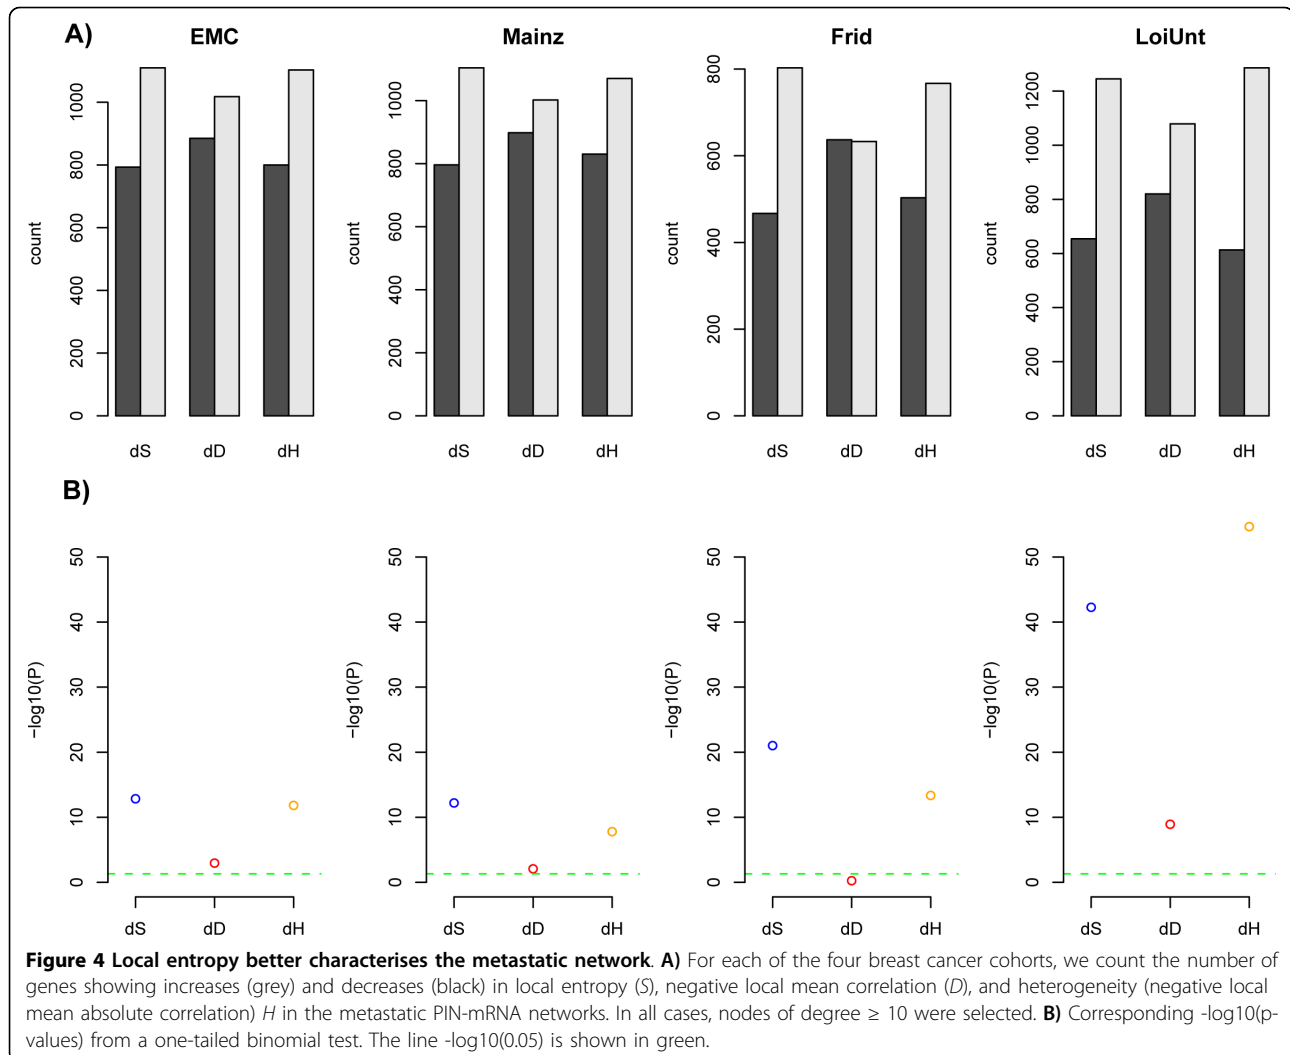 A)
EMC
Mainz
Frid
LoiUnt
count
0 200 400 600 800 1000
dS dD dH
count
0 200 400 600 800 1000
dS dD dH
count
0 200 400 600 800
dS dD dH
count
0 200 400 600 800 1000 1200
dS dD dH
B)
−log10(P)
0 10 20 30 40 50
dS dD dH
−log10(P)
0 10 20 30 40 50
dS dD dH
−log10(P)
0 10 20 30 40 50
dS dD dH
−log10(P)
0 10 20 30 40 50
dS dD dH
Figure 4 Local entropy better characterises the metastatic network. A) For each of the four breast cancer cohorts, we count the number of
genes showing increases (grey) and decreases (black) in local entropy (S), negative local mean correlation (D), and heterogeneity (negative local
mean absolute correlation) H in the metastatic PIN-mRNA networks. In all cases, nodes of degree ≥ 10 were selected. B) Corresponding -log10(p-
values) from a one-tailed binomial test. The line -log10(0.05) is shown in green.